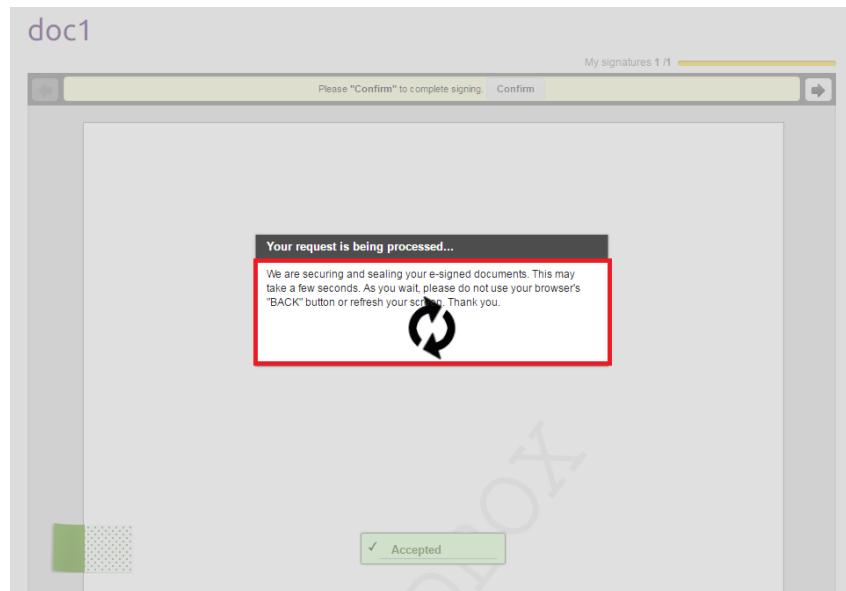 doc1
My signatures 1 /1
Please "Confirm" to complete signing. Confirm
Your request is being processed...
We are securing and sealing your e-signed documents. This may
take a few seconds. As you wait, please do not use your browser's
"BACK" button or refresh your screen. Thank you.
✓ Accepted